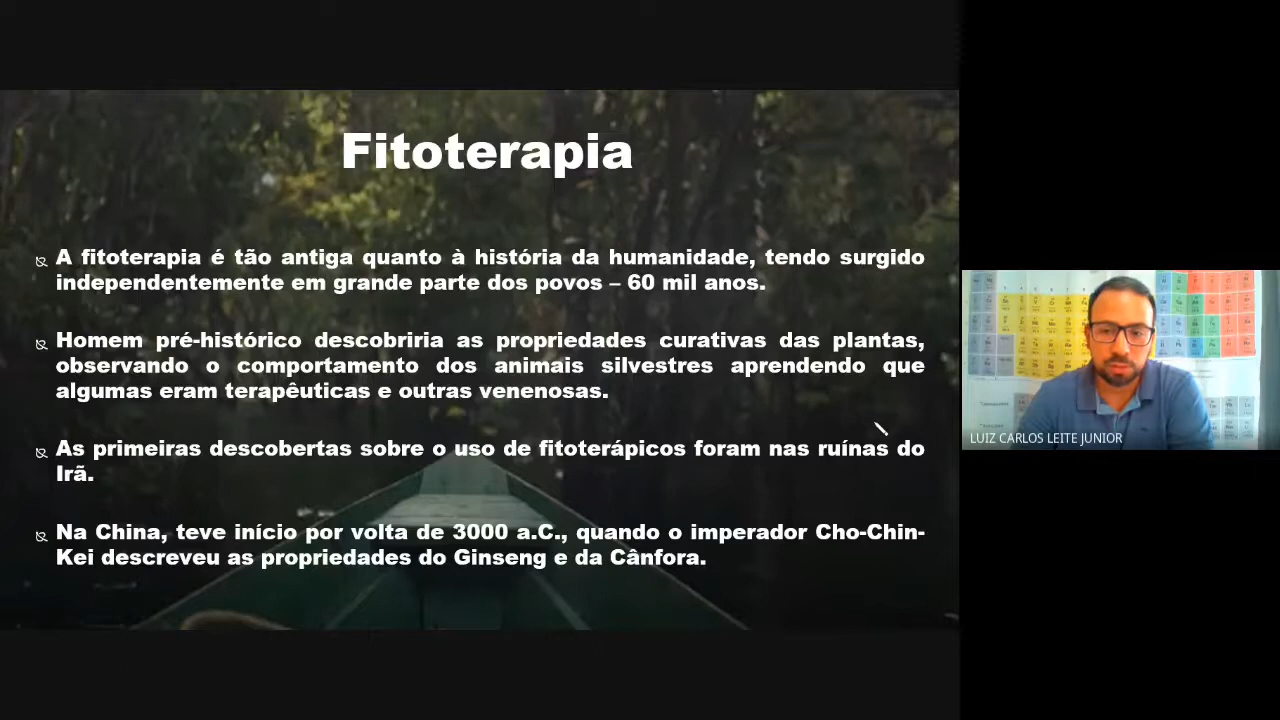 Fitoterapia
A fitoterapia é tão antiga quanto à história da humanidade, tendo surgido
independentemente em grande parte dos povos – 60 mil anos.
Homem pré-histórico descobriria as propriedades curativas das plantas,
observando o comportamento dos animais silvestres aprendendo que
algumas eram terapêuticas e outras venenosas.
As primeiras descobertas sobre o uso de fitoterápicos foram nas ruínas do
Irã.
Na China, teve início por volta de 3000 a.C., quando o imperador Cho-Chin-
Kei descreveu as propriedades do Ginseng e da Cânfora.
LUIZ CARLOS LEITE JUNIOR